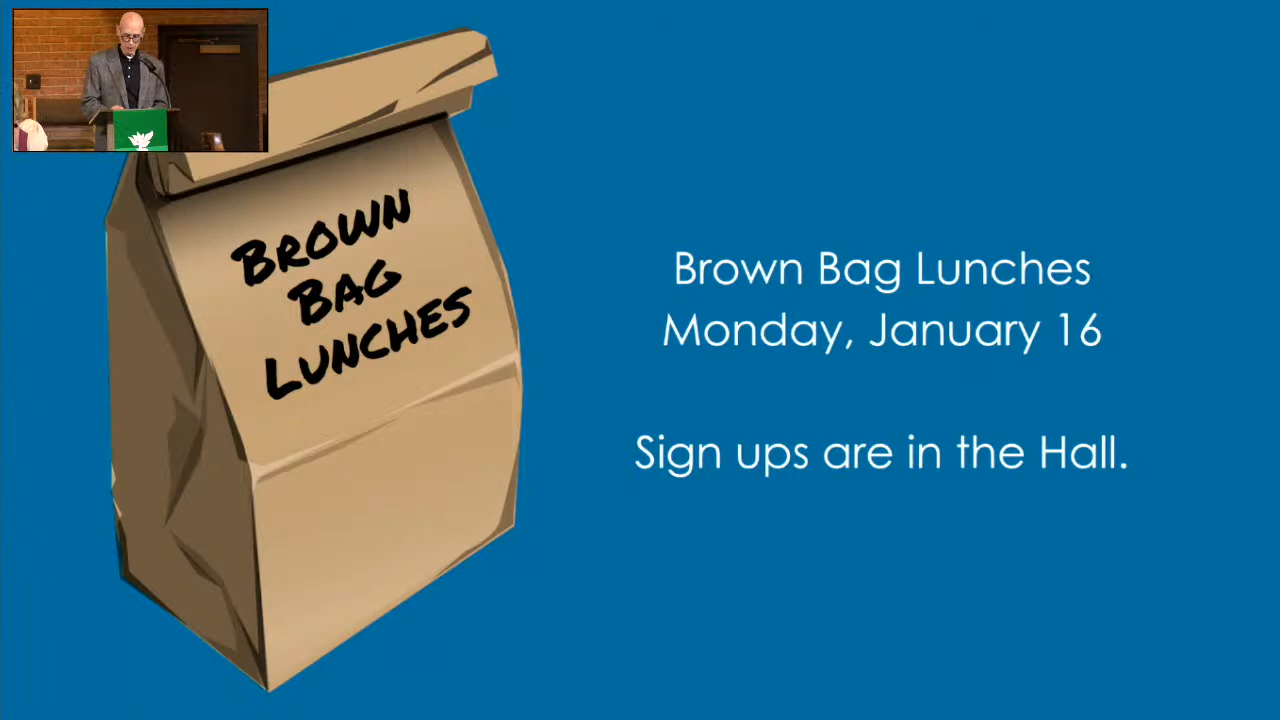 BROWN
BAG
LUNCHES
Brown Bag Lunches
Monday, January 16
Sign ups are in the Hall.